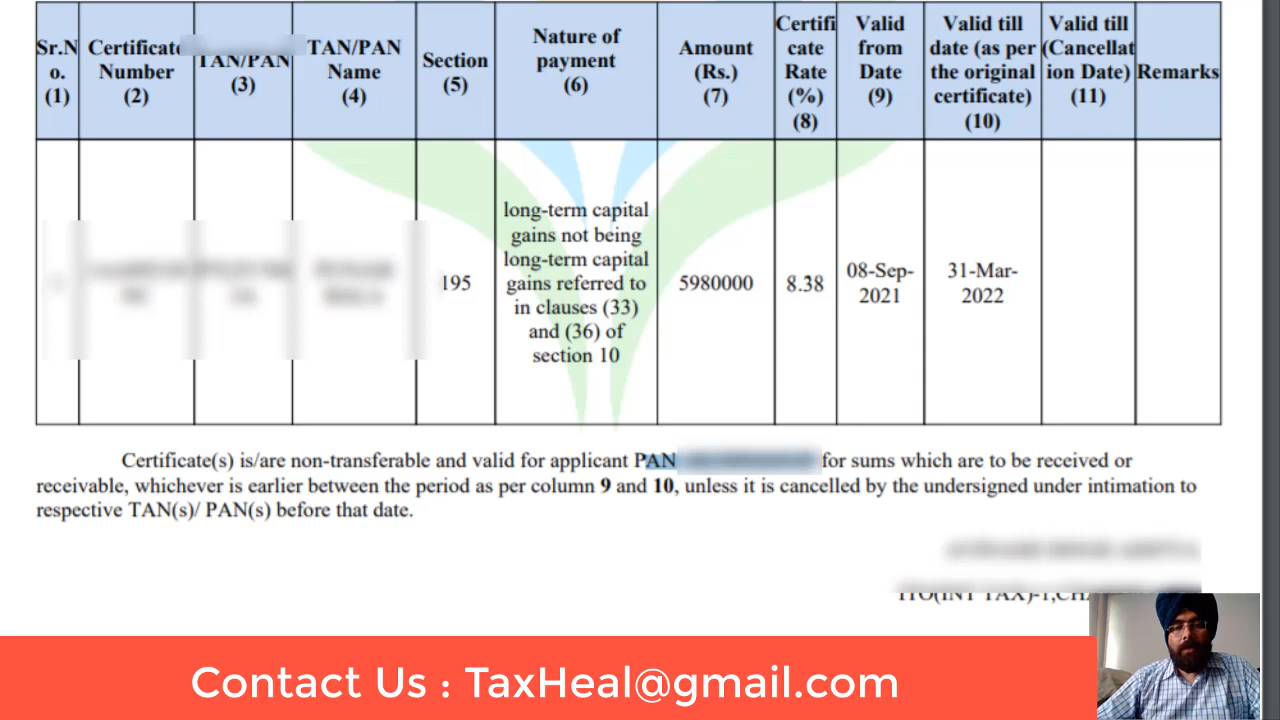 Sr.N
o.
(1)
Certificate
Number
(2)
TAN/PAN
(3)
TAN/PAN
Name
(4)
Section
(5)
Nature of
payment
(6)
Amount
(Rs.)
(7)
Certifi
cate
Rate
(%)
(8)
Valid
from
Date
(9)
Valid till
date (as per
the original
certificate)
(10)
Valid till
(Cancellat
ion Date)
(11)
Remarks
195
long-term capital
gains not being
long-term capital
gains referred to
in clauses (33)
and (36) of
section 10
5980000
8.38
08-Sep-
2021
31-Mar-
2022
Certificate(s) is/are non-transferable and valid for applicant PAN for sums which are to be received or
receivable, whichever is earlier between the period as per column 9 and 10, unless it is cancelled by the undersigned under intimation to
respective TAN(s)/ PAN(s) before that date.
ITO(INT TAX)-1,
Contact Us : TaxHeal@gmail.com